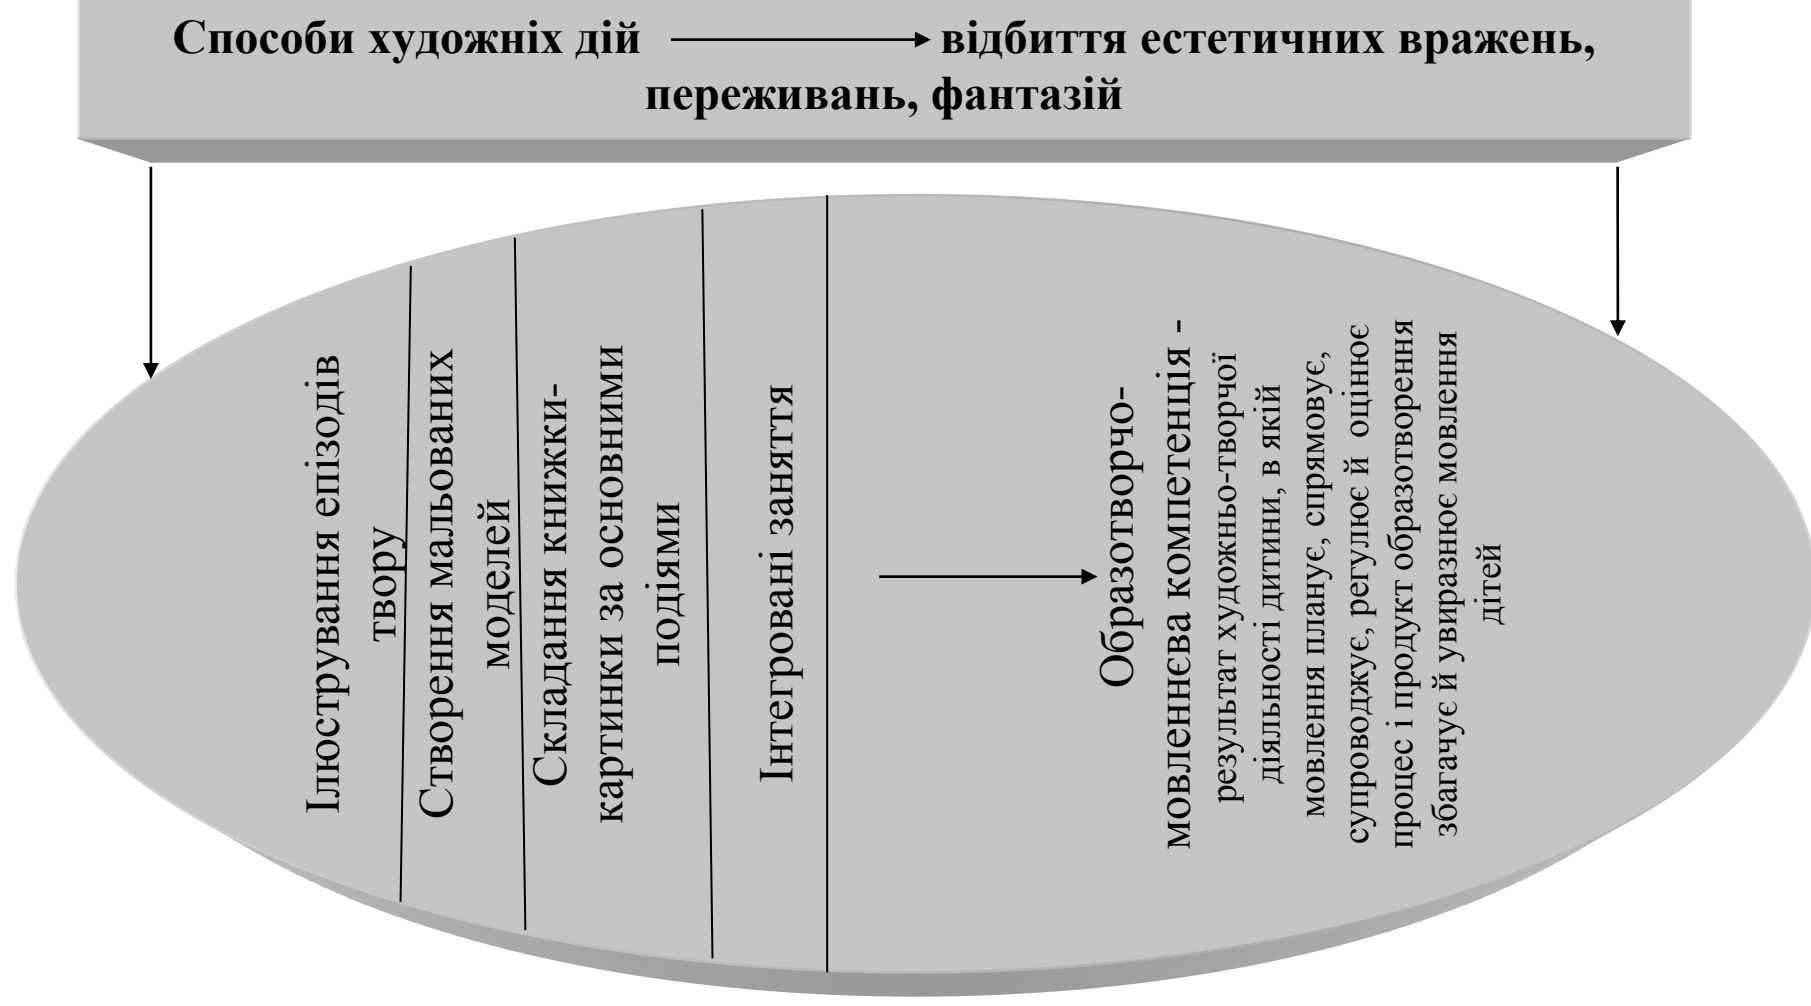 Способи художніх дій відбиття естетичних вражень,
переживань, фантазій
Ілюстрування епізодів
твору
Створення мальованих
моделей
Складання книжки-
картинки за основними
подіями
Інтегровані заняття
Образотворчо-
мовленнєва компетенція -
результат художньо-творчої
діяльності дитини, в якій
мовлення планує, спрямовує,
супроводжує, регулює й оцінює
процес і продукт образотворення
збагачує й увиразнює мовлення
дітей